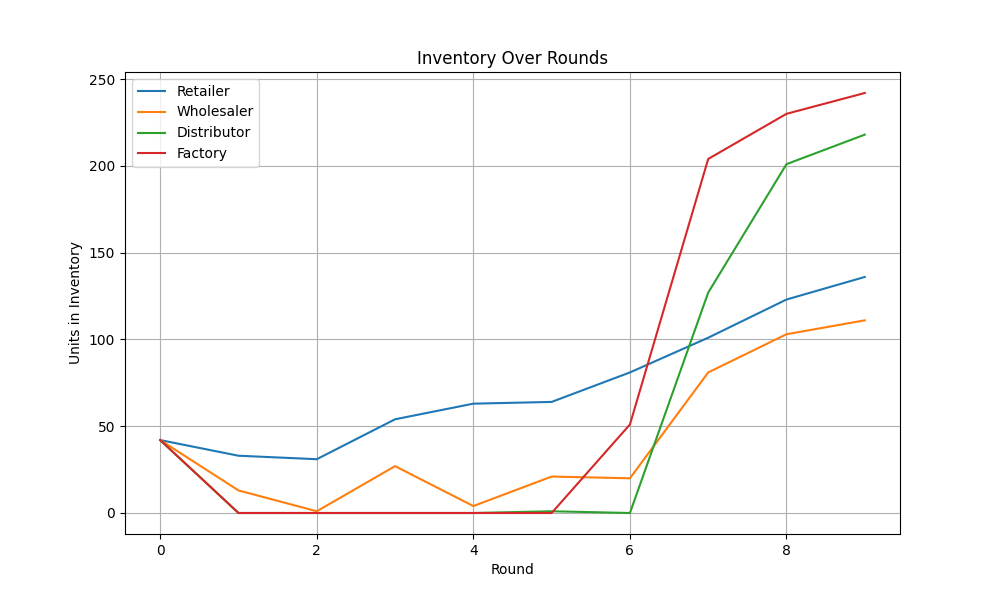 Inventory Over Rounds
Retailer
Wholesaler
Distributor
Factory
Units in Inventory
250
200
150
100
50
0
0 2 4 6 8
Round